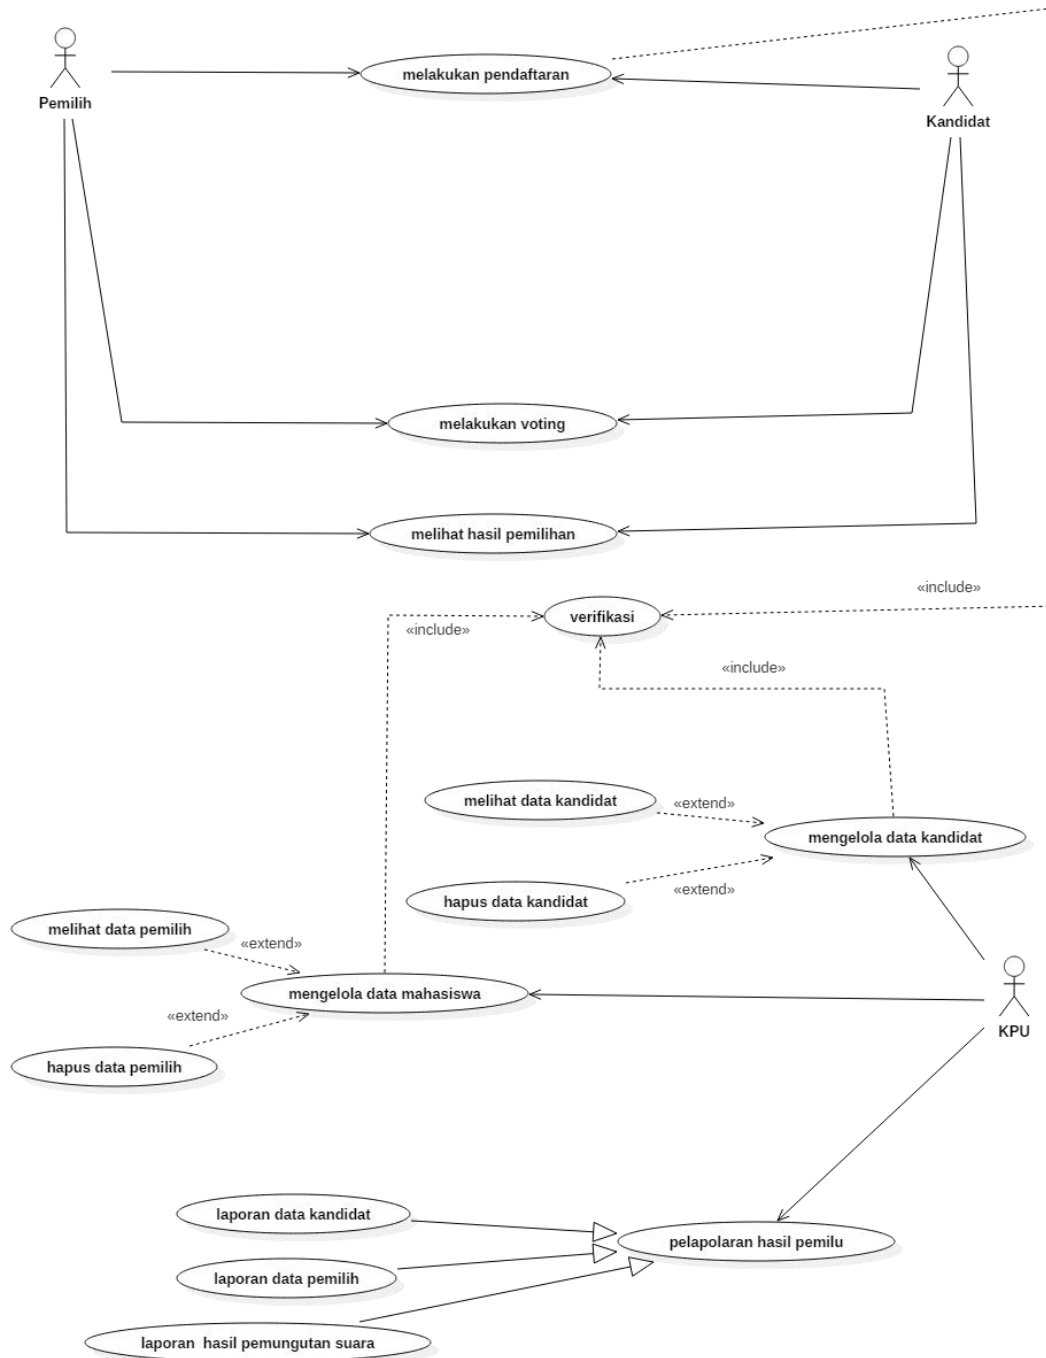 melakukan pendaftaran
Pemilih
Kandidat
melakukan voting
melihat hasil pemilihan
«include»
verifikasi
«include»
«include»
melihat data kandidat
«extend»
mengelola data kandidat
hapus data kandidat
«extend»
melihat data pemilih
«extend»
mengelola data mahasiswa
«extend»
KPU
hapus data pemilih
laporan data kandidat
pelapolaran hasil pemilu
laporan data pemilih
laporan hasil pemungutan suara